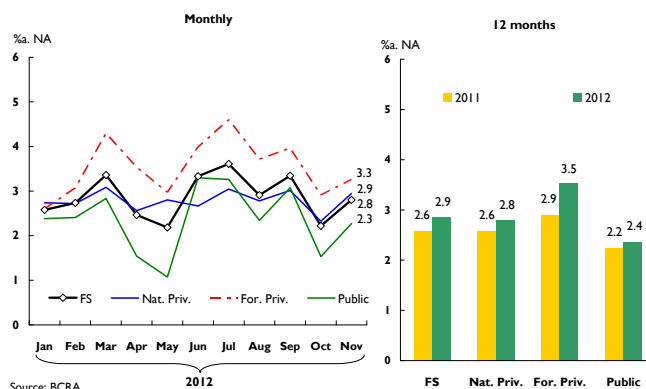 Monthly
%a. NA
6
5
4
3
2
1
0
3.3
2.9
2.8
2.3
FS Nat. Priv. For. Priv. Public
Jan Feb Mar Apr May Jun Jul Aug Sep Oct Nov
2012
Source: BCRA
12 months
%a. NA
6
5
4
3
2
1
0
2011 2012
2.6 2.9 2.6 2.8 2.9 3.5 2.2 2.4
FS Nat. Priv. For. Priv. Public